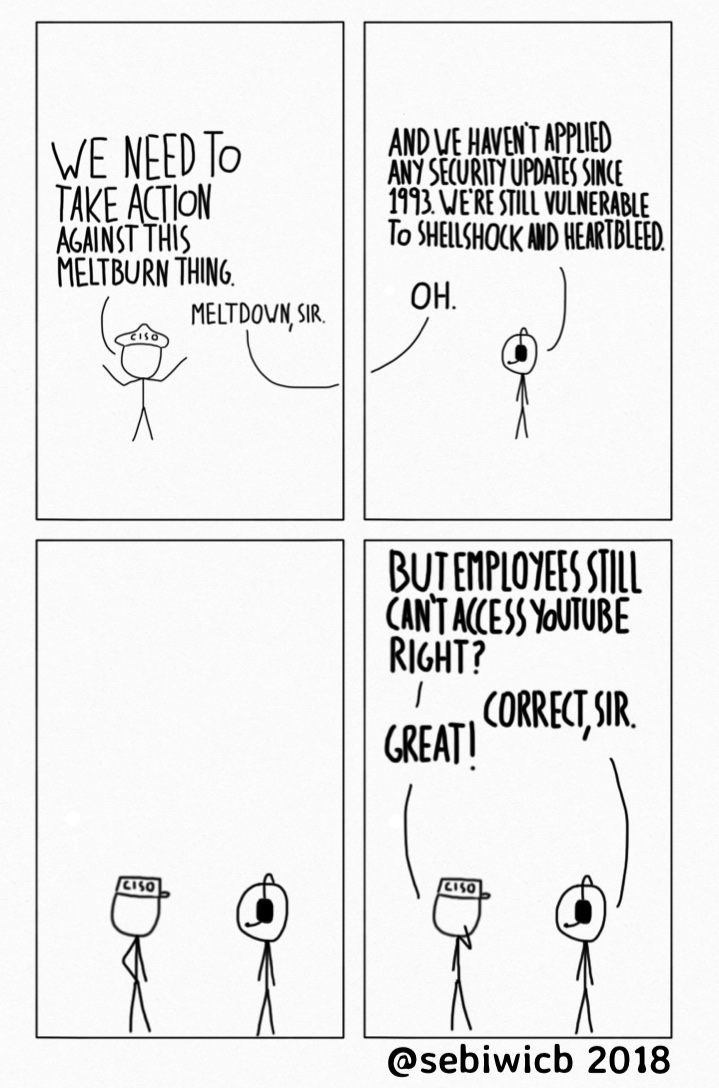 WE NEED TO
TAKE ACTION
AGAINST THIS
MELTBURN THING.
MELTDOWN, SIR.
CISO
AND WE HAVEN'T APPLIED
ANY SECURITY UPDATES SINCE
1993. WE'RE STILL VULNERABLE
TO SHELLSHOCK AND HEARTBLEED.
OH.
CISO
BUT EMPLOYEES STILL
CAN'T ACCESS YOUTUBE
RIGHT?
CORRECT, SIR.
GREAT!
CISO
@sebiwicb 2018